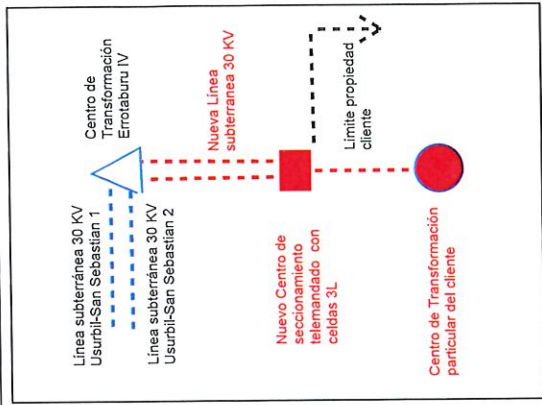 Línea subterránea 30 KV
Usurbil-San Sebastian 1
Centro de
Transformación
Errotaburu IV
Línea subterránea 30 KV
Usurbil-San Sebastian 2
Nueva Línea
subterranea 30 KV
Nuevo Centro de
seccionamiento
telemandado con
celdas 3L
Límite propiedad
cliente
Centro de Transformación
particular del cliente